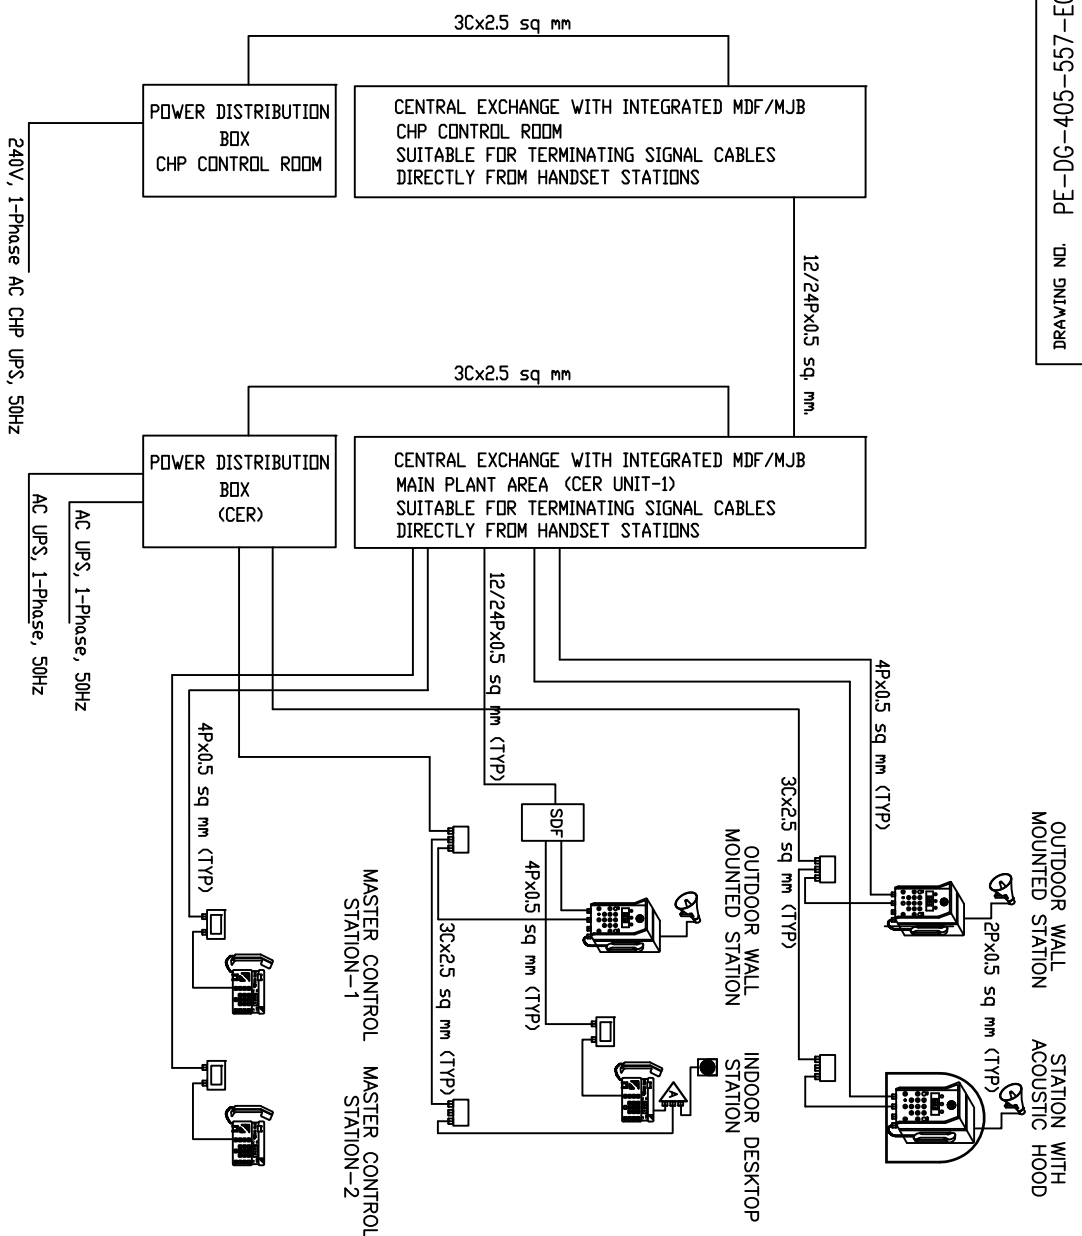 3Cx2.5 sq mm
POWER DISTRIBUTION
BOX
CHP CONTROL ROOM
CENTRAL EXCHANGE WITH INTEGRATED MDF/MJB
CHP CONTROL ROOM
SUITABLE FOR TERMINATING SIGNAL CABLES
DIRECTLY FROM HANDSET STATIONS
240V, 1-Phase AC CHP UPS, 50Hz
12/24Px0.5 sq. mm.
DRAWING NO. PE-DG-405-557-
3Cx2.5 sq mm
POWER DISTRIBUTION
BOX
(CER)
CENTRAL EXCHANGE WITH INTEGRATED MDF/MJB
MAIN PLANT AREA (CER UNIT-1)
SUITABLE FOR TERMINATING SIGNAL CABLES
DIRECTLY FROM HANDSET STATIONS
AC UPS, 1-Phase, 50Hz
AC UPS, 1-Phase, 50Hz
12/24Px0.5 sq mm (TYP)
4Px0.5 sq mm (TYP)
4Px0.5 sq mm (TYP)
3Cx2.5 sq mm (TYP)
SDF
OUTDOOR WALL
MOUNTED STATION
2Px0.5 sq mm (TYP)
OUTDOOR WALL
MOUNTED STATION
4Px0.5 sq mm (TYP)
3Cx2.5 sq mm (TYP)
MASTER CONTROL
STATION-1
MASTER CONTROL
STATION-2
INDOOR DESKTOP
STATION
A
STATION WITH
ACOUSTIC HOOD